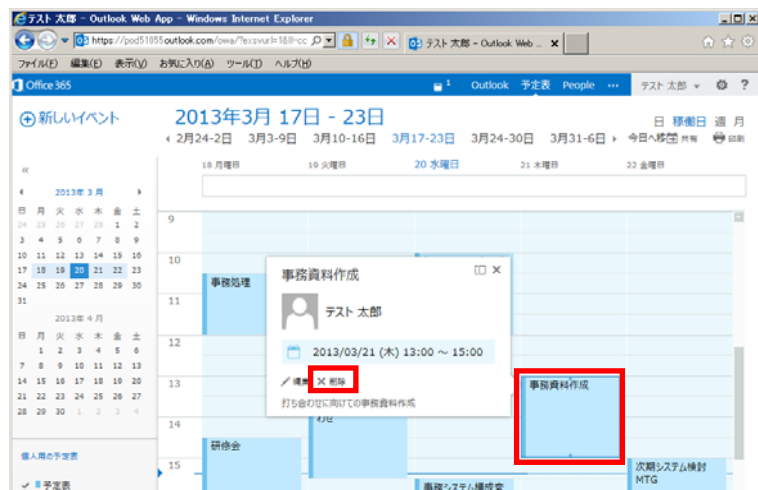 テスト 太郎 - Outlook Web App - Windows Internet Explorer
https://pod51055outlook.com/owa/?exsvurl=1&ll-cc
テスト 太郎 - Outlook Web ...
ファイル(F) 編集(E) 表示(V) お気に入り(A) ツール(T) ヘルプ(H)
Office 365
1 Outlook 予定表 People ··· テスト 太郎 ?
新しいイベント
2013年3月 17日 - 23日
日 稼働日 週 月
2月24-2日 3月3-9日 3月10-16日 3月17-23日 3月24-30日 3月31-6日 今日へ移 共有 印刷
18 月曜日 19 火曜日 20 水曜日 21 木曜日 22 金曜日
«
2013年 3 月
日 月 火 水 木 金 土
24 25 26 27 28 1 2
3 4 5 6 7 8 9
10 11 12 13 14 15 16
17 18 19 20 21 22 23
24 25 26 27 28 29 30
31
2013年 4 月
日 月 火 水 木 金 土
1 2 3 4 5 6
7 8 9 10 11 12 13
14 15 16 17 18 19 20
21 22 23 24 25 26 27
28 29 30 1 2 3 4
個人用の予定表
予定表
9
10
11
12
13
14
15
事務処理
事務資料作成
テスト 太郎
2013/03/21 (木) 13:00 ～ 15:00
編集 削除
打ち合わせに向けての事務資料作成
わせ
事務資料作成
研修会
次期システム検討
MTG
事務システム構成変